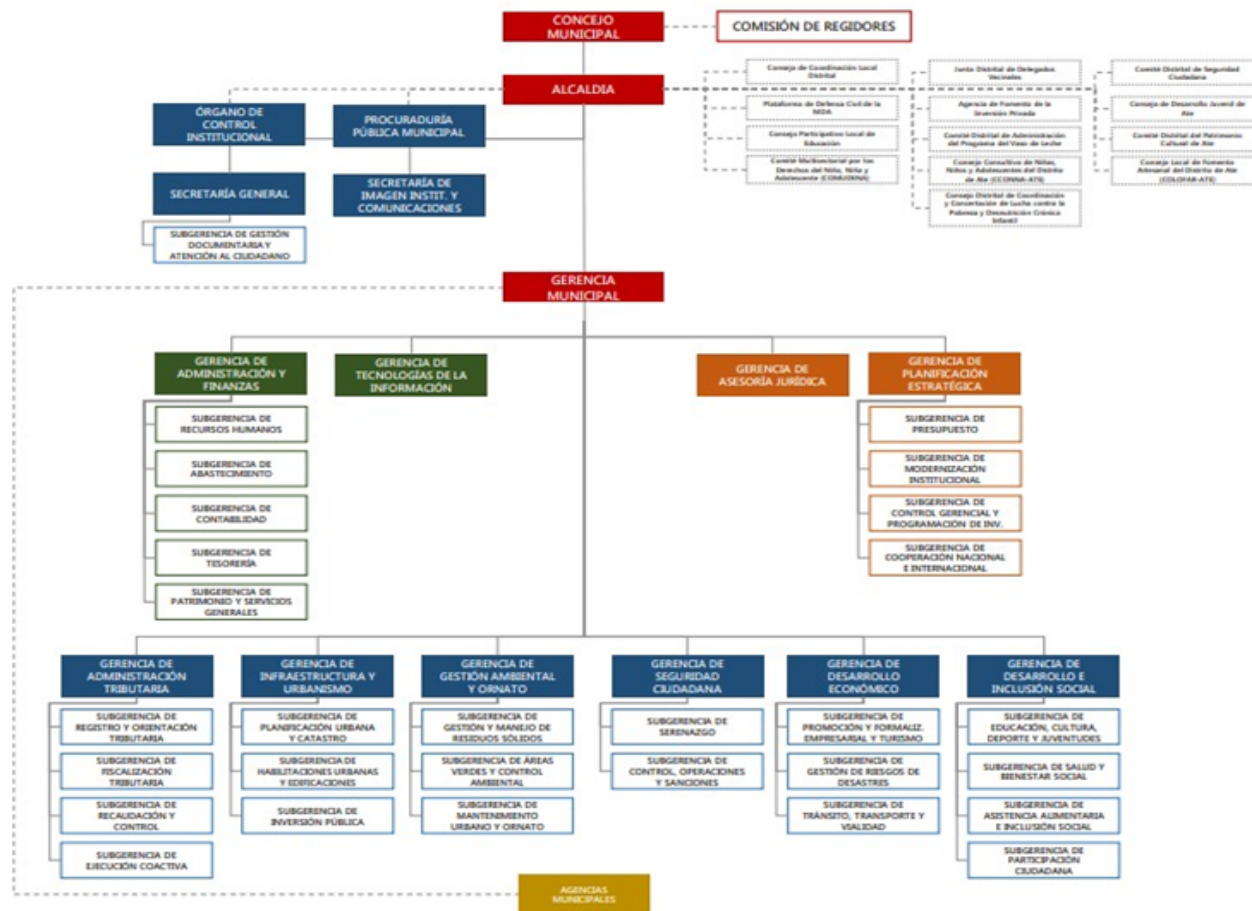 CONCEJO
MUNICIPAL
COMISIÓN DE REGIDORES
ALCALDIA
Consejo de Coordinación Local
Distrital
Plataforma de Defensa Civil de la
MDA
Consejo Participativo Local de
Educación
Comité Multisectorial por los
Derechos del Niño, Niña y
Adolescente (COMUDENA)
Junta Distrital de Delegados
Vecinales
Agencia de Fomento de la
Inversión Privada
Comité Distrital de Administración
del Programa del Vaso de Leche
Consejo Consultivo de Niñas,
Niños y Adolescentes del Distrito
de Ate (CCONNA-ATE)
Consejo Distrital de Coordinación
y Concertación de Lucha contra la
Pobreza y Desnutrición Crónica
Infantil
Comité Distrital de Seguridad
Ciudadana
Consejo de Desarrollo Juvenil de
Ate
Comité Distrital del Patrimonio
Cultural de Ate
Consejo Local de Fomento
Artesanal del Distrito de Ate
(COLOFAR-ATE)
ÓRGANO DE
CONTROL
INSTITUCIONAL
PROCURADURÍA
PÚBLICA MUNICIPAL
SECRETARÍA GENERAL
SECRETARÍA DE
IMAGEN INSTIT. Y
COMUNICACIONES
SUBGERENCIA DE GESTIÓN
DOCUMENTARIA Y
ATENCIÓN AL CIUDADANO
GERENCIA
MUNICIPAL
GERENCIA DE
ADMINISTRACIÓN Y
FINANZAS
GERENCIA DE
TECNOLOGÍAS DE LA
INFORMACIÓN
GERENCIA DE
ASESORÍA JURÍDICA
GERENCIA DE
PLANIFICACIÓN
ESTRATÉGICA
SUBGERENCIA DE
RECURSOS HUMANOS
SUBGERENCIA DE
ABASTECIMIENTO
SUBGERENCIA DE
CONTABILIDAD
SUBGERENCIA DE
TESORERÍA
SUBGERENCIA DE
PATRIMONIO Y SERVICIOS
GENERALES
SUBGERENCIA DE
PRESUPUESTO
SUBGERENCIA DE
MODERNIZACIÓN
INSTITUCIONAL
SUBGERENCIA DE
CONTROL GERENCIAL Y
PROGRAMACIÓN DE INV.
SUBGERENCIA DE
COOPERACIÓN NACIONAL
E INTERNACIONAL
GERENCIA DE
ADMINISTRACIÓN
TRIBUTARIA
SUBGERENCIA DE
REGISTRO Y ORIENTACIÓN
TRIBUTARIA
SUBGERENCIA DE
FISCALIZACIÓN
TRIBUTARIA
SUBGERENCIA DE
RECAUDACIÓN Y
CONTROL
SUBGERENCIA DE
EJECUCIÓN COACTIVA
GERENCIA DE
INFRAESTRUCTURA Y
URBANISMO
SUBGERENCIA DE
PLANIFICACIÓN URBANA
Y CATASTRO
SUBGERENCIA DE
HABILITACIONES URBANAS
Y EDIFICACIONES
SUBGERENCIA DE
INVERSIÓN PÚBLICA
GERENCIA DE
GESTIÓN AMBIENTAL
Y ORNATO
SUBGERENCIA DE
GESTIÓN Y MANEJO DE
RESIDUOS SÓLIDOS
SUBGERENCIA DE ÁREAS
VERDES Y CONTROL
AMBIENTAL
SUBGERENCIA DE
MANTENIMIENTO
URBANO Y ORNATO
GERENCIA DE
SEGURIDAD
CIUDADANA
SUBGERENCIA DE
SERENAZGO
SUBGERENCIA DE
CONTROL, OPERACIONES
Y SANCIONES
GERENCIA DE
DESARROLLO
ECONÓMICO
SUBGERENCIA DE
PROMOCIÓN Y FORMALIZ.
EMPRESARIAL Y TURISMO
SUBGERENCIA DE
GESTIÓN DE RIESGOS DE
DESASTRES
SUBGERENCIA DE
TRÁNSITO, TRANSPORTE Y
VIALIDAD
GERENCIA DE
DESARROLLO E
INCLUSIÓN SOCIAL
SUBGERENCIA DE
EDUCACIÓN, CULTURA,
DEPORTE Y JUVENTUDES
SUBGERENCIA DE SALUD Y
BIENESTAR SOCIAL
SUBGERENCIA DE
ASISTENCIA ALIMENTARIA
E INCLUSIÓN SOCIAL
SUBGERENCIA DE
PARTICIPACIÓN
CIUDADANA
AGENCIAS
MUNICIPALES